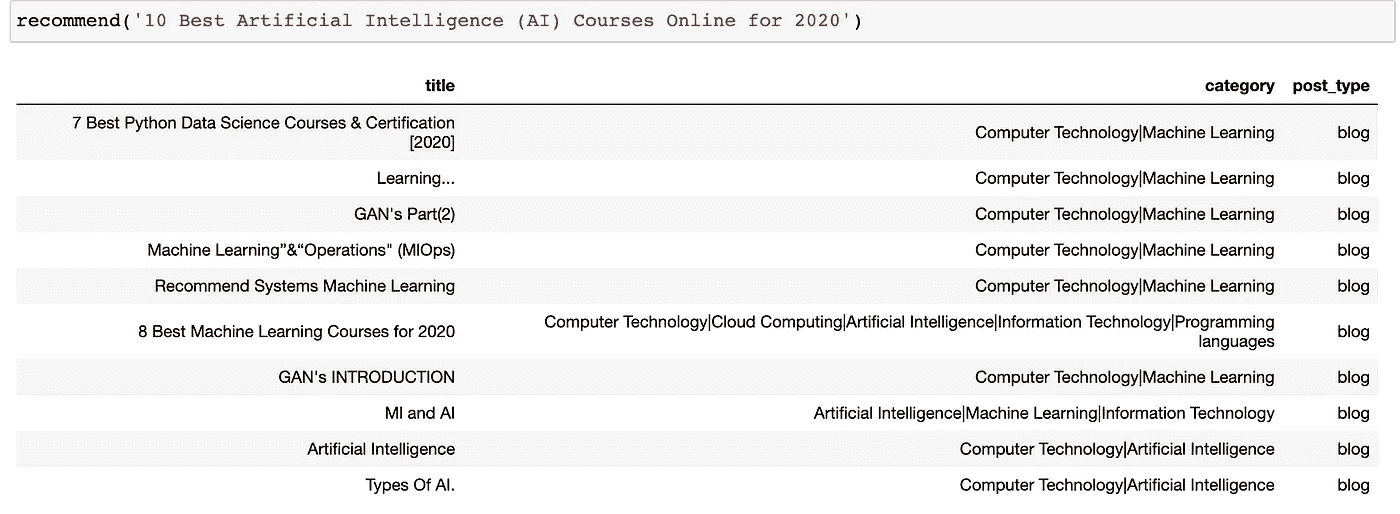 recommend('10 Best Artificial Intelligence (AI) Courses Online for 2020')
title category post_type
7 Best Python Data Science Courses & Certification
[2020] Computer Technology|Machine Learning blog
Learning... Computer Technology|Machine Learning blog
GAN's Part(2) Computer Technology|Machine Learning blog
Machine Learning”&“Operations" (MlOps) Computer Technology|Machine Learning blog
Recommend Systems Machine Learning Computer Technology|Machine Learning blog
8 Best Machine Learning Courses for 2020 Computer Technology|Cloud Computing|Artificial Intelligence|Information Technology|Programming
languages blog
GAN's INTRODUCTION Computer Technology|Machine Learning blog
Ml and AI Artificial Intelligence|Machine Learning|Information Technology blog
Artificial Intelligence Computer Technology|Artificial Intelligence blog
Types Of AI. Computer Technology|Artificial Intelligence blog